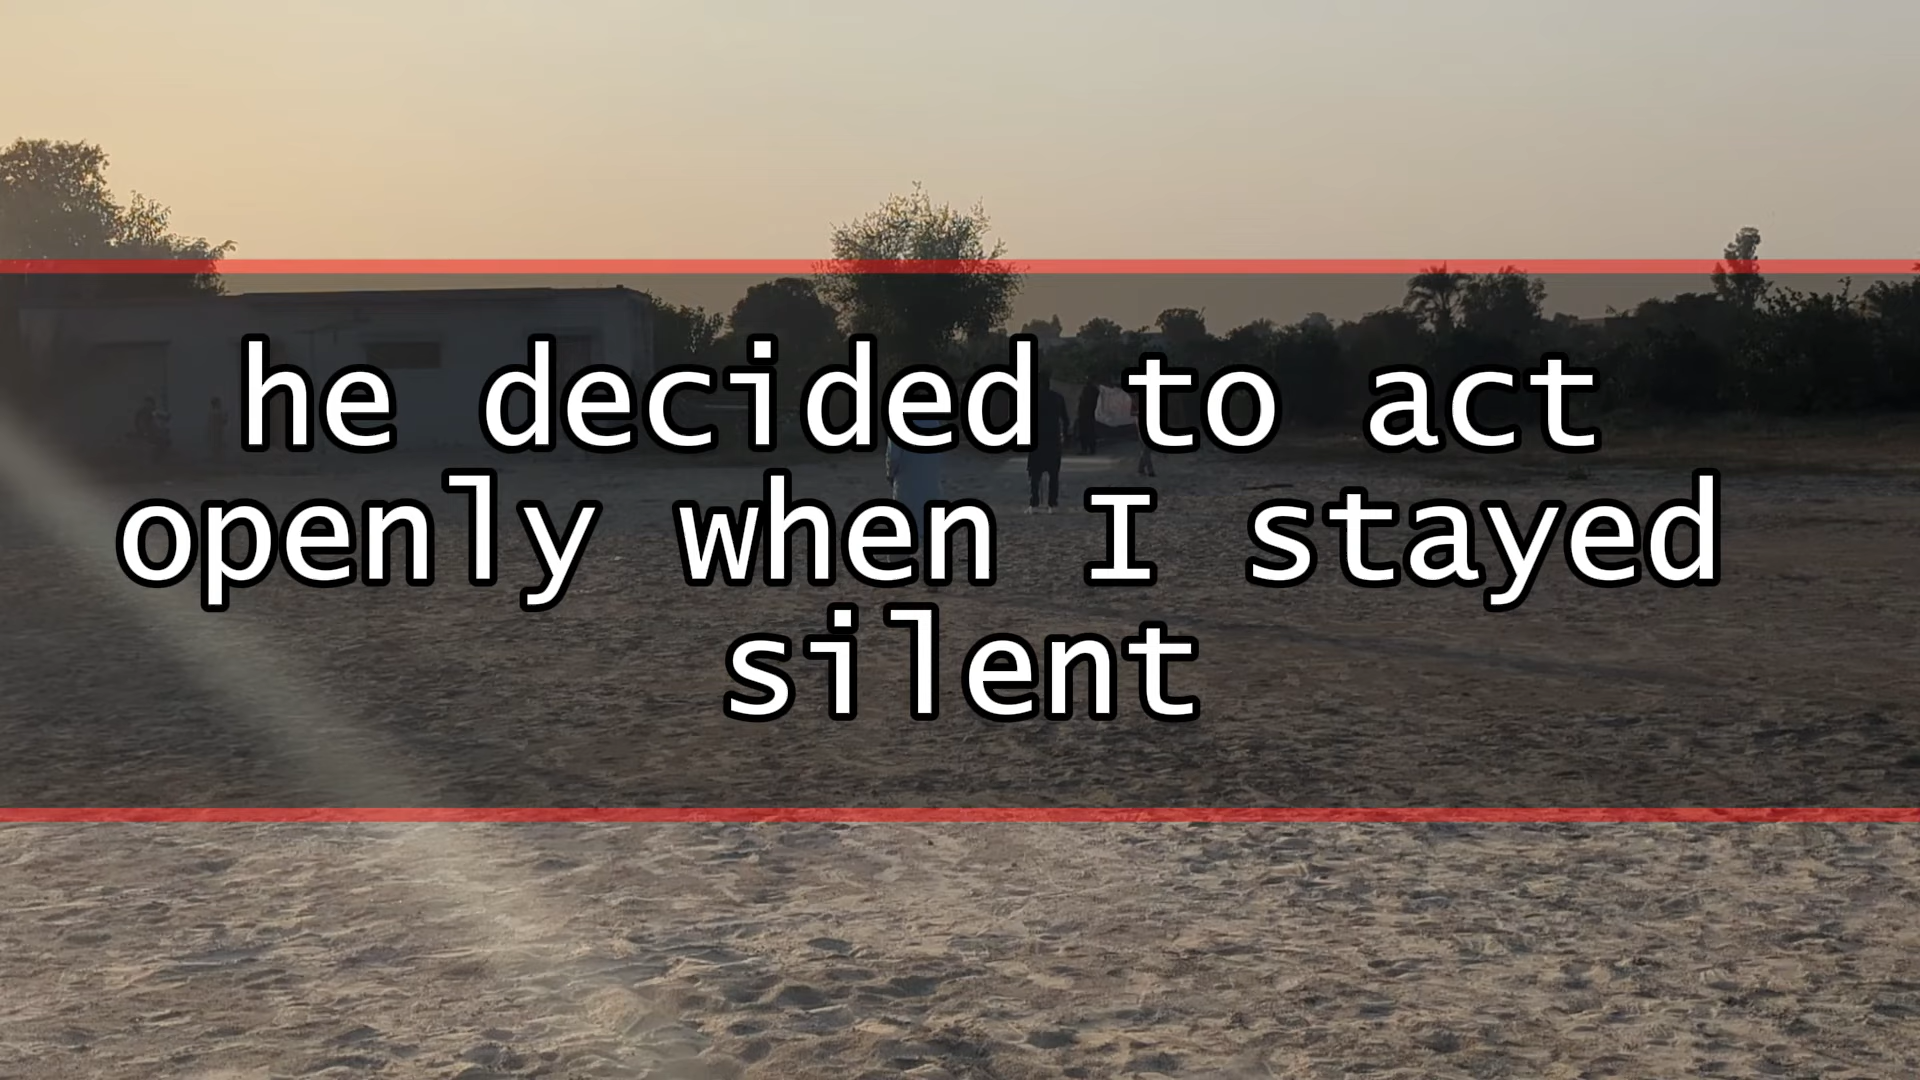 he decided to act
openly when I stayed
silent